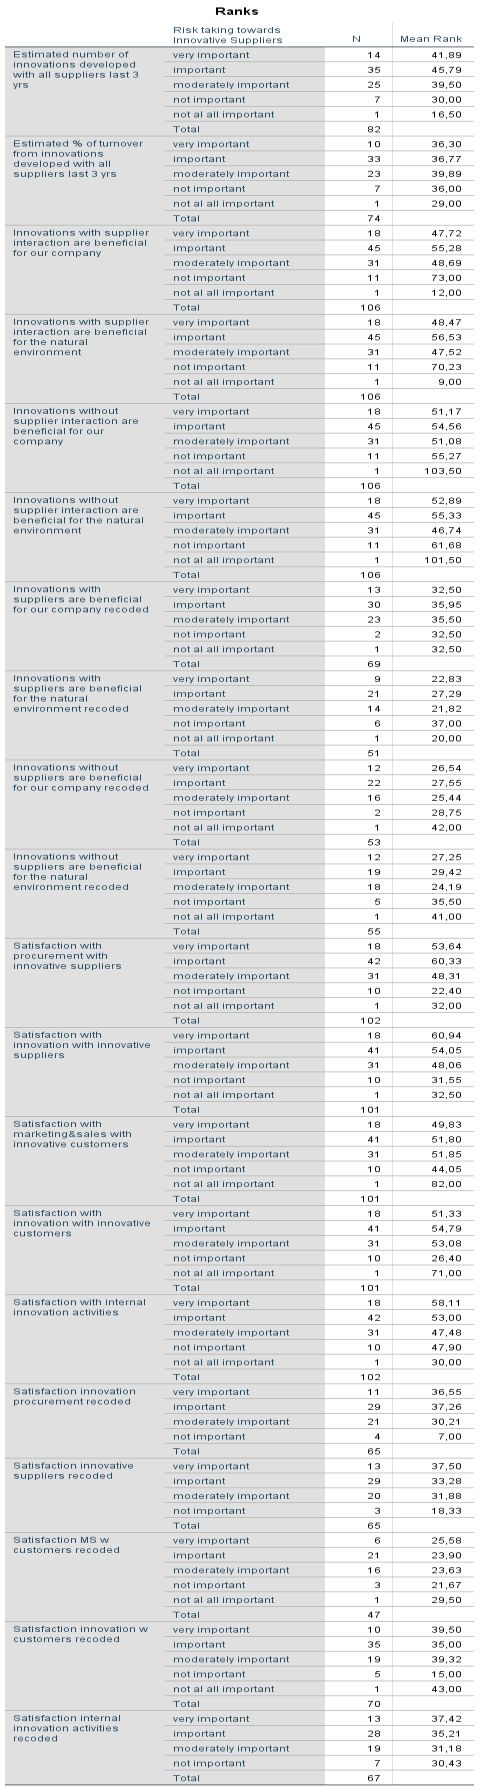 Ranks
Risk taking towards
Innovative Suppliers N Mean Rank
Estimated number of very important 14 41,89
innovations developed important 35 45,79
with all suppliers last 3 moderately important 25 39,50
yrs not important 7 30,00
not al all important 1 16,50
Total 82
Estimated % of turnover very important 10 36,30
from innovations important 33 36,77
developed with all moderately important 23 39,89
suppliers last 3 yrs not important 7 36,00
not al all important 1 29,00
Total 74
Innovations with supplier very important 18 47,72
interaction are beneficial important 45 55,28
for our company moderately important 31 48,69
not important 11 73,00
not al all important 1 12,00
Total 106
Innovations with supplier very important 18 48,47
interaction are beneficial important 45 56,53
for the natural moderately important 31 47,52
environment not important 11 70,23
not al all important 1 9,00
Total 106
Innovations without very important 18 51,17
supplier interaction are important 45 54,56
beneficial for our moderately important 31 51,08
company not important 11 55,27
not al all important 1 103,50
Total 106
Innovations without very important 18 52,89
supplier interaction are important 45 55,33
beneficial for the natural moderately important 31 46,74
environment not important 11 61,68
not al all important 1 101,50
Total 106
Innovations with very important 13 32,50
suppliers are beneficial important 30 35,95
for our company recoded moderately important 23 35,50
not important 2 32,50
not al all important 1 32,50
Total 69
Innovations with very important 9 22,83
suppliers are beneficial important 21 27,29
for the natural moderately important 14 21,82
environment recoded not important 6 37,00
not al all important 1 20,00
Total 51
Innovations without very important 12 26,54
suppliers are beneficial important 22 27,55
for our company recoded moderately important 16 25,44
not important 2 28,75
not al all important 1 42,00
Total 53
Innovations without very important 12 27,25
suppliers are beneficial important 19 29,42
for the natural moderately important 18 24,19
environment recoded not important 5 35,50
not al all important 1 41,00
Total 55
Satisfaction with very important 18 53,64
procurement with important 42 60,33
innovative suppliers moderately important 31 48,31
not important 10 22,40
not al all important 1 32,00
Total 102
Satisfaction with very important 18 60,94
innovation with innovative important 41 54,05
suppliers moderately important 31 48,06
not important 10 31,55
not al all important 1 32,50
Total 101
Satisfaction with very important 18 49,83
marketing&sales with important 41 51,80
innovative customers moderately important 31 51,85
not important 10 44,05
not al all important 1 82,00
Total 101
Satisfaction with very important 18 51,33
innovation with innovative important 41 54,79
customers moderately important 31 53,08
not important 10 26,40
not al all important 1 71,00
Total 101
Satisfaction with internal very important 18 58,11
innovation activities important 42 53,00
moderately important 31 47,48
not important 10 47,90
not al all important 1 30,00
Total 102
Satisfaction innovation very important 11 36,55
procurement recoded important 29 37,26
moderately important 21 30,21
not important 4 7,00
Total 65
Satisfaction innovative very important 13 37,50
suppliers recoded important 29 33,28
moderately important 20 31,88
not important 3 18,33
Total 65
Satisfaction MS w very important 6 25,58
customers recoded important 21 23,90
moderately important 16 23,63
not important 3 21,67
not al all important 1 29,50
Total 47
Satisfaction innovation w very important 10 39,50
customers recoded important 35 35,00
moderately important 19 39,32
not important 5 15,00
not al all important 1 43,00
Total 70
Satisfaction internal very important 13 37,42
innovation activities important 28 35,21
recoded moderately important 19 31,18
not important 7 30,43
Total 67